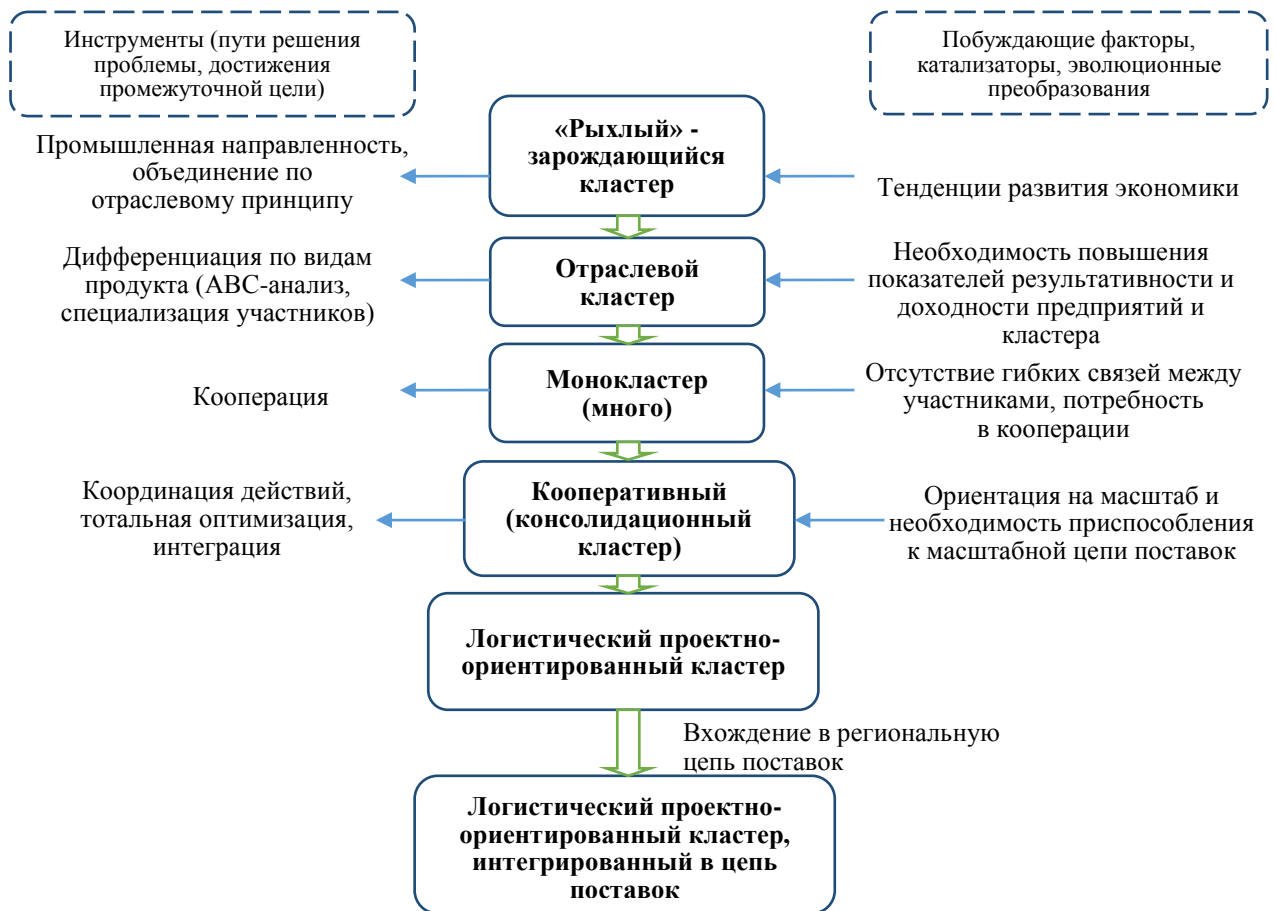 Инструменты (пути решения
проблемы, достижения
промежуточной цели)
Побуждающие факторы,
катализаторы, эволюционные
преобразования
«Рыхлый» -
зарождающийся
кластер
Промышленная направленность,
объединение по
отраслевому принципу
Тенденции развития экономики
Отраслевой
кластер
Дифференциация по видам
продукта (АВС-анализ,
специализация участников)
Необходимость повышения
показателей результативности и
доходности предприятий и
кластера
Монокластер
(много)
Кооперация
Отсутствие гибких связей между
участниками, потребность
в кооперации
Кооперативный
(консолидационный
кластер)
Координация действий,
тотальная оптимизация,
интеграция
Ориентация на масштаб и
необходимость приспособления
к масштабной цепи поставок
Логистический проектно-
ориентированный кластер
Вхождение в региональную
цепь поставок
Логистический проектно-
ориентированный кластер,
интегрированный в цепь
поставок